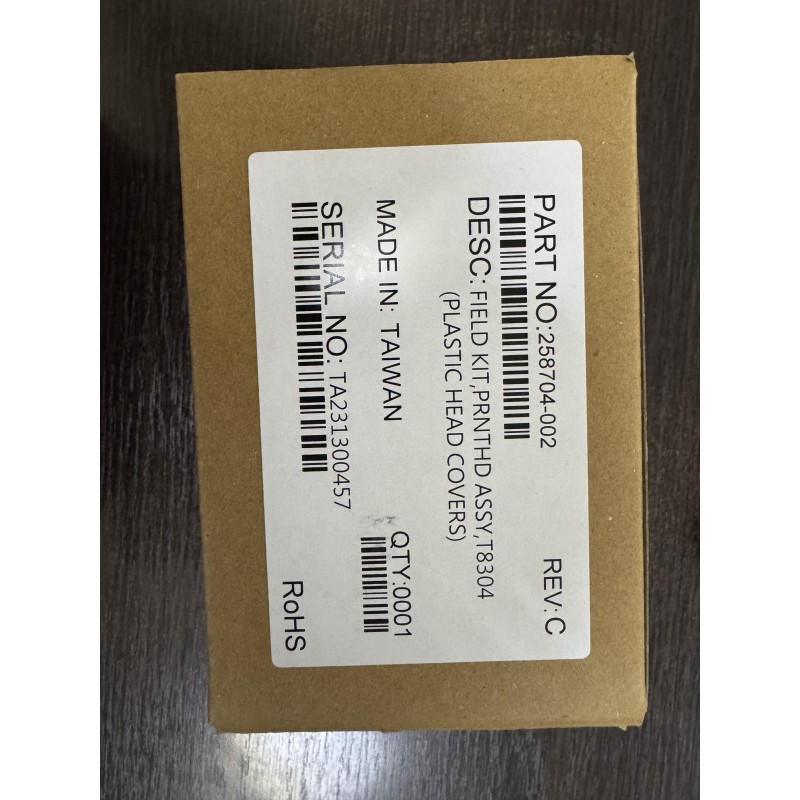 PART NO:258704-002 REV:C
DESC: FIELD KIT,PRNTHD ASSY,T8304
(PLASTIC HEAD COVERS)
MADE IN: TAIWAN QTY:0001
SERIAL NO: TA231300457
RoHS